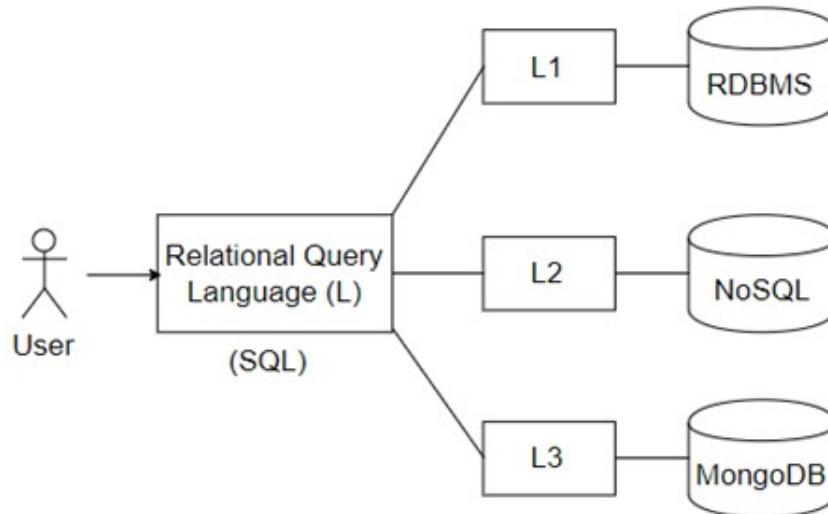 L1
RDBMS
Relational Query
Language (L)
L2
NoSQL
User
(SQL)
L3
MongoDB